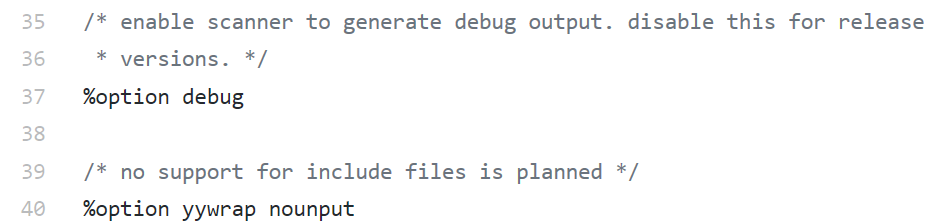 35 /* enable scanner to generate debug output. disable this for release
36 * versions. */
37 %option debug
38
39 /* no support for include files is planned */
40 %option yywrap nounput